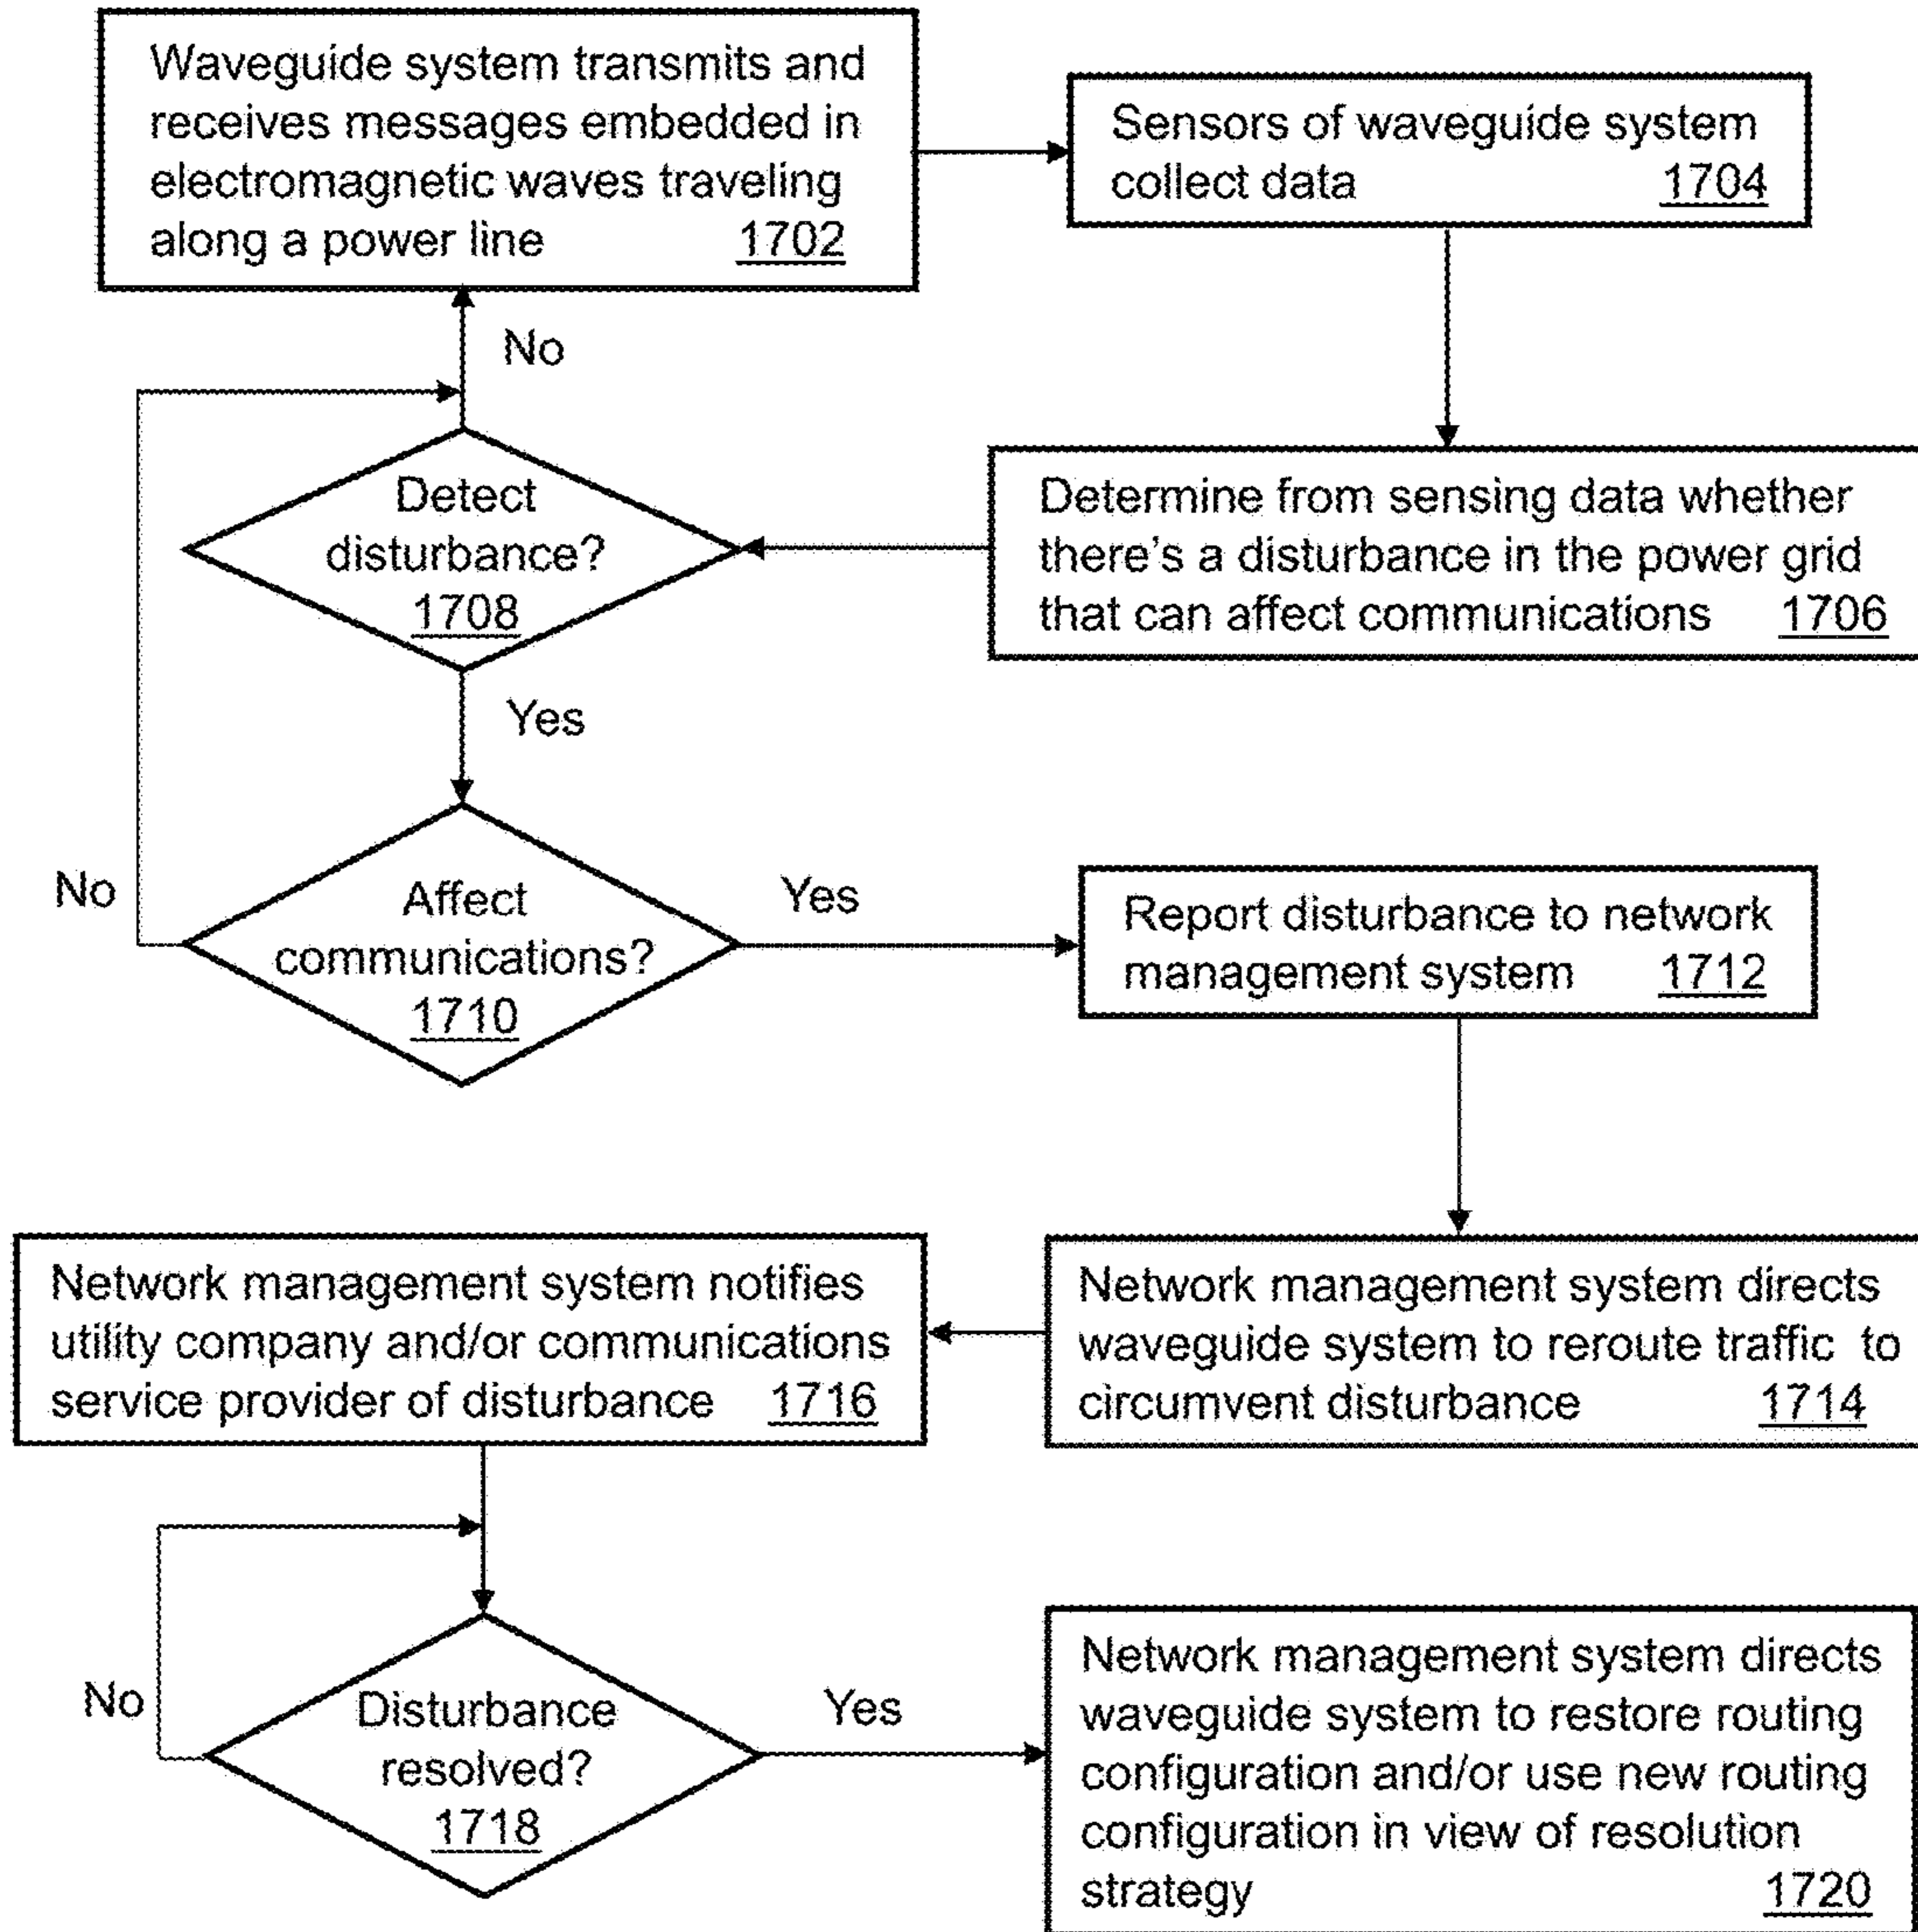 Waveguide system transmits and
receives messages embedded in
electromagnetic waves traveling
along a power line 1702
Sensors of waveguide system
collect data 1704
No
Detect
disturbance?
1708
Determine from sensing data whether
there's a disturbance in the power grid
that can affect communications 1706
Yes
No
Affect
communications?
1710
Yes
Report disturbance to network
management system 1712
Network management system notifies
utility company and/or communications
service provider of disturbance 1716
Network management system directs
waveguide system to reroute traffic to
circumvent disturbance 1714
No
Disturbance
resolved?
1718
Yes
Network management system directs
waveguide system to restore routing
configuration and/or use new routing
configuration in view of resolution
strategy 1720